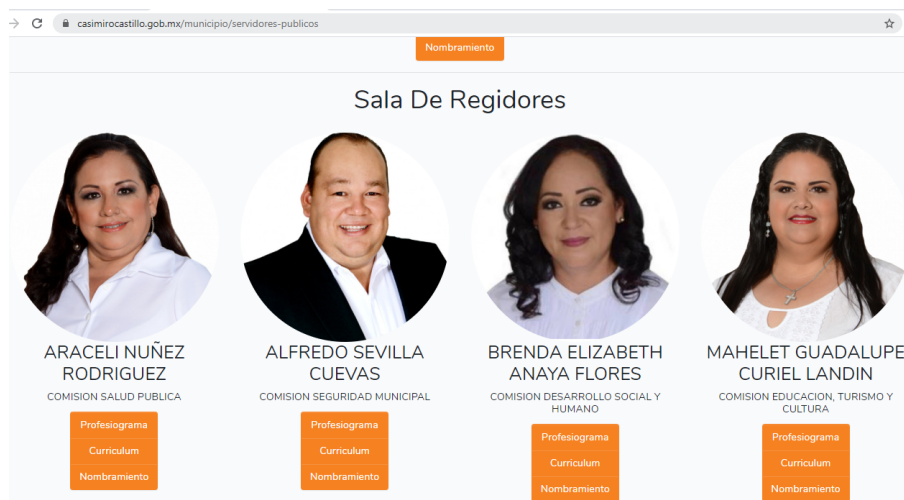 casimirocastillo.gob.mx/municipio/servidores-publicos
Nombramiento
Sala De Regidores
ARACELI NUÑEZ
RODRIGUEZ
COMISION SALUD PUBLICA
Profesiograma
Curriculum
Nombramiento
ALFREDO SEVILLA
CUEVAS
COMISION SEGURIDAD MUNICIPAL
Profesiograma
Curriculum
Nombramiento
BRENDA ELIZABETH
ANAYA FLORES
COMISION DESARROLLO SOCIAL Y
HUMANO
Profesiograma
Curriculum
Nombramiento
MAHELET GUADALUPE
CURIEL LANDIN
COMISION EDUCACION, TURISMO Y
CULTURA
Profesiograma
Curriculum
Nombramiento